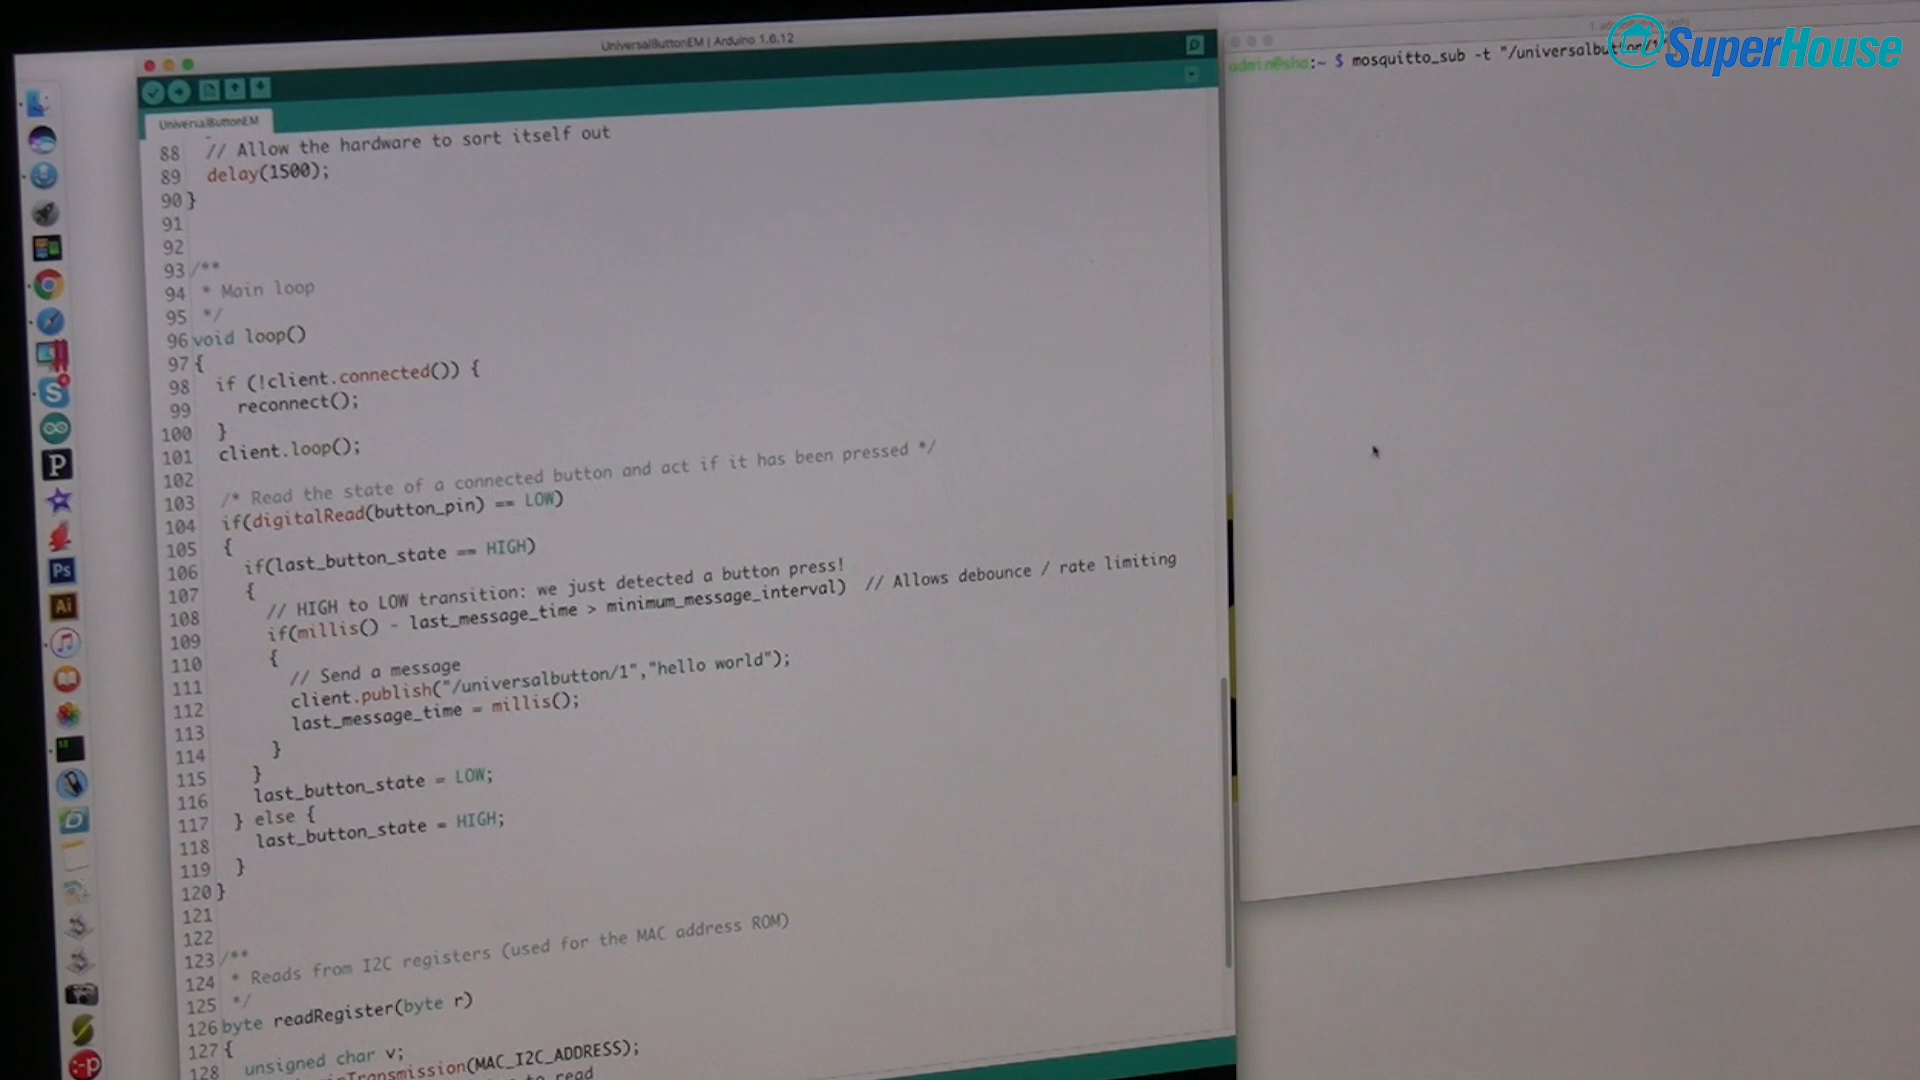 UniversalButtonEM | Arduino 1.6.12
UniversalButtonEM
88 // Allow the hardware to sort itself out
89 delay(1500);
90 }
91
92
93 /**
94 * Main loop
95 */
96 void loop()
97 {
98 if (!client.connected()) {
99 reconnect();
100 }
101 client.loop();
102
103 /* Read the state of a connected button and act if it has been pressed */
104 if(digitalRead(button_pin) == LOW)
105 {
106 if(last_button_state == HIGH)
107 {
108 // HIGH to LOW transition: we just detected a button press!
109 if(millis() - last_message_time > minimum_message_interval) // Allows debounce / rate limiting
110 {
111 // Send a message
112 client.publish("/universalbutton/1","hello world");
113 last_message_time = millis();
114 }
115 }
116 last_button_state = LOW;
117 } else {
118 last_button_state = HIGH;
119 }
120 }
121
122
123 /**
124 * Reads from I2C registers (used for the MAC address ROM)
125 */
126 byte readRegister(byte r)
127 {
128 unsigned char v;
Transmission(MAC_I2C_ADDRESS);
to read
admin@sha:~ $ mosquitto_sub -t "/universalbutton/1"
SuperHouse
P
Ps
Ai
:-p